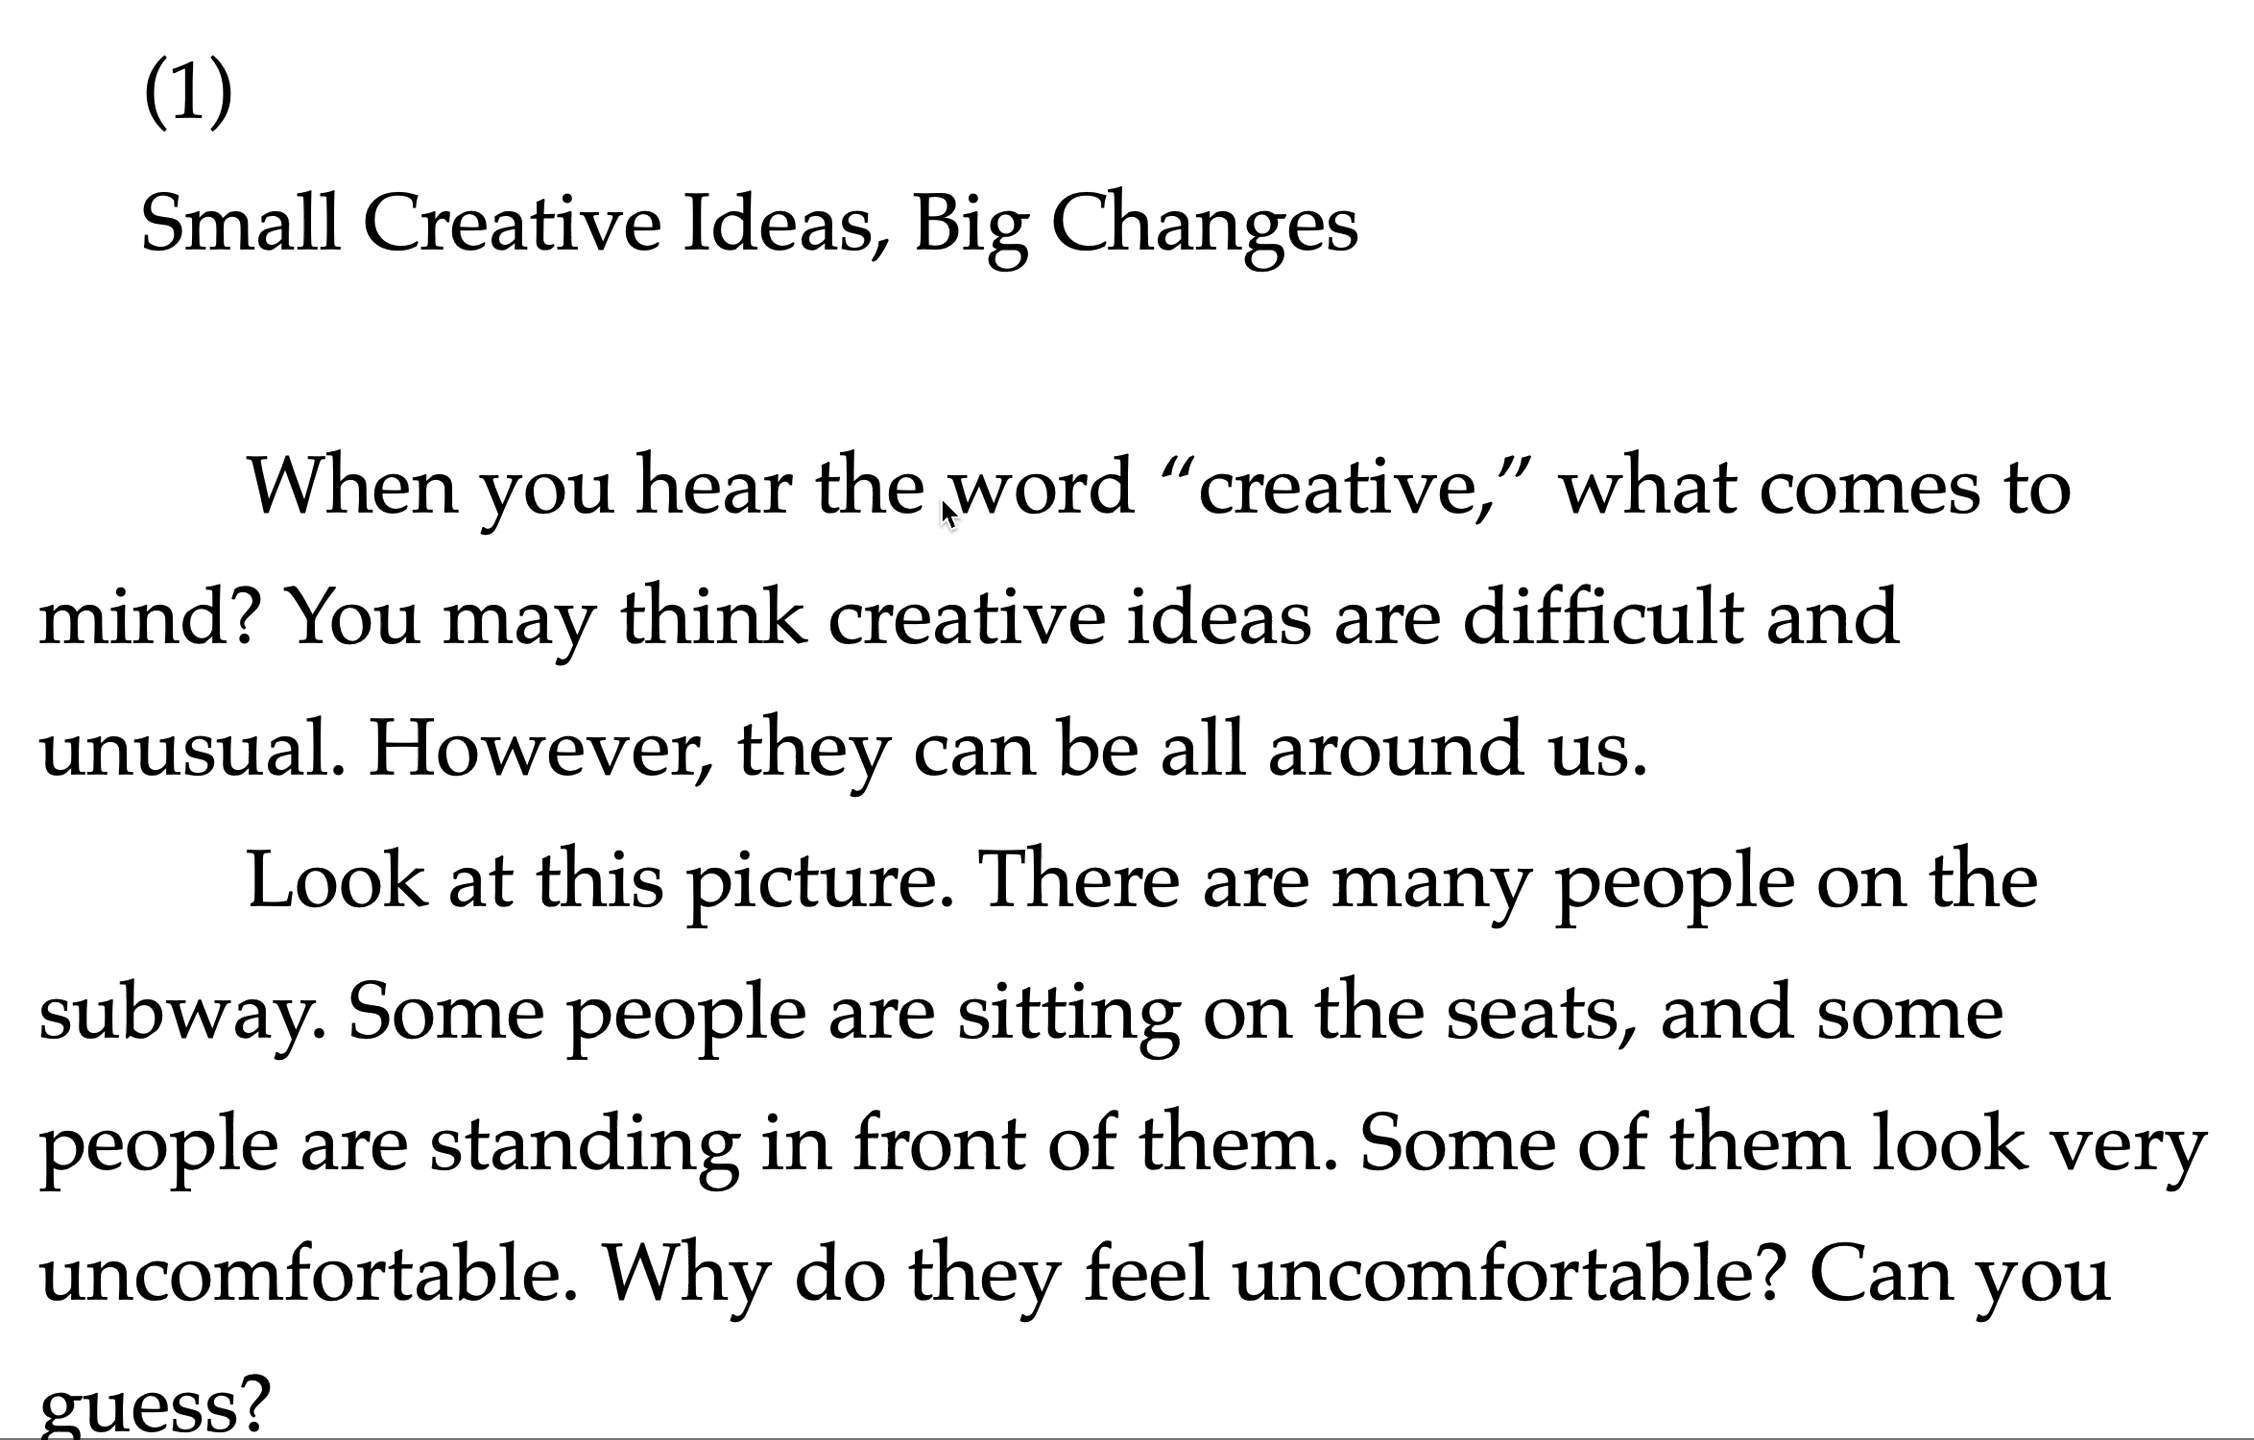 (1)
Small Creative Ideas, Big Changes
When you hear the word “creative,” what comes to
mind? You may think creative ideas are difficult and
unusual. However, they can be all around us.
Look at this picture. There are many people on the
subway. Some people are sitting on the seats, and some
people are standing in front of them. Some of them look very
uncomfortable. Why do they feel uncomfortable? Can you
guess?